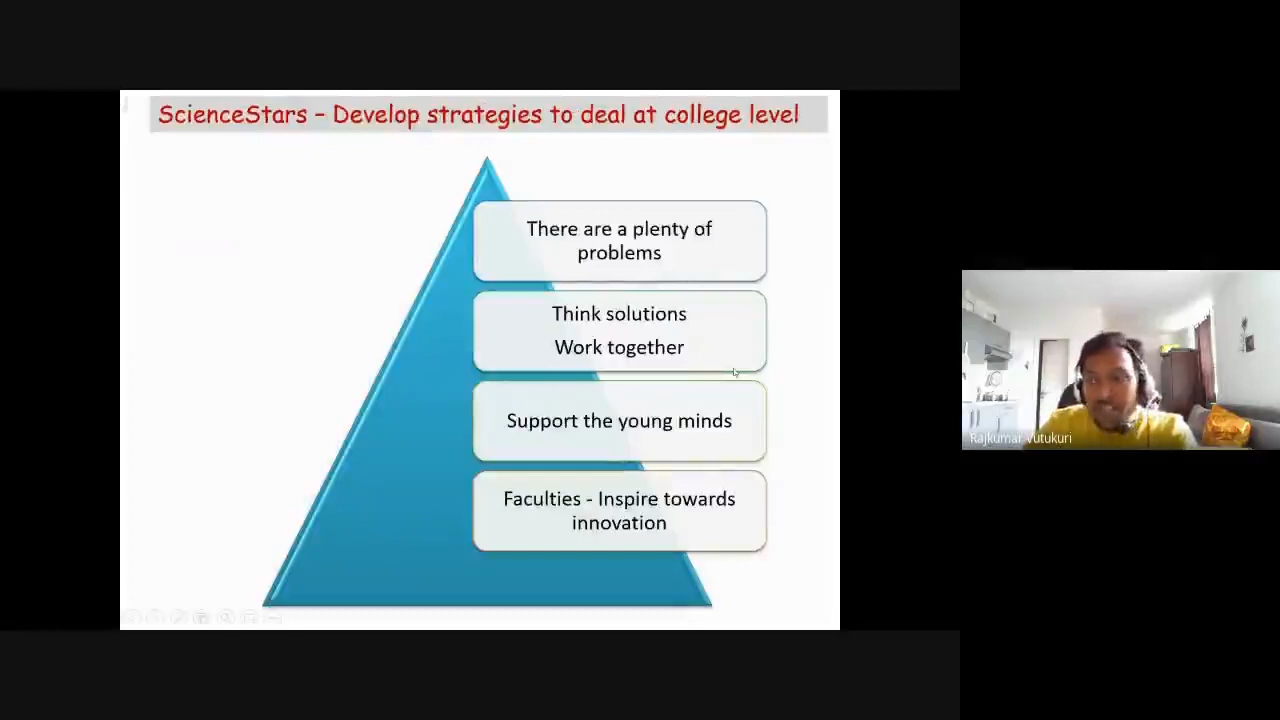 ScienceStars – Develop strategies to deal at college level
There are a plenty of
problems
Think solutions
Work together
Support the young minds
Faculties - Inspire towards
innovation
Rajkumar Vutukuri